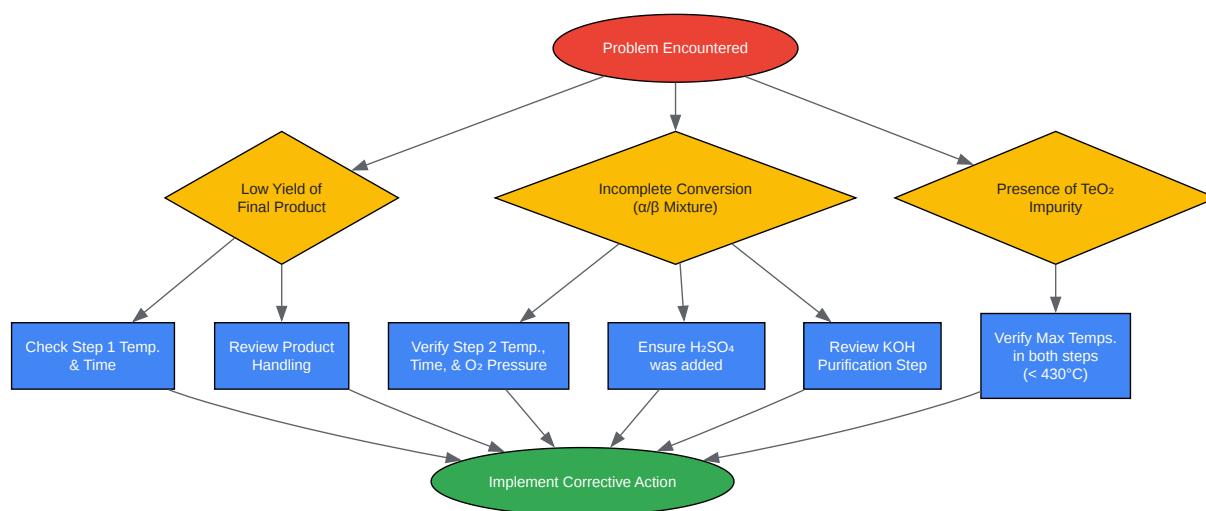 Problem Encountered
Low Yield of
Final Product
Incomplete Conversion
(α/β Mixture)
Presence of TeO₂
Impurity
Check Step 1 Temp.
& Time
Review Product
Handling
Verify Step 2 Temp.,
Time, & O₂ Pressure
Ensure H₂SO₄
was added
Review KOH
Purification Step
Verify Max Temps.
in both steps
(< 430°C)
Implement Corrective Action